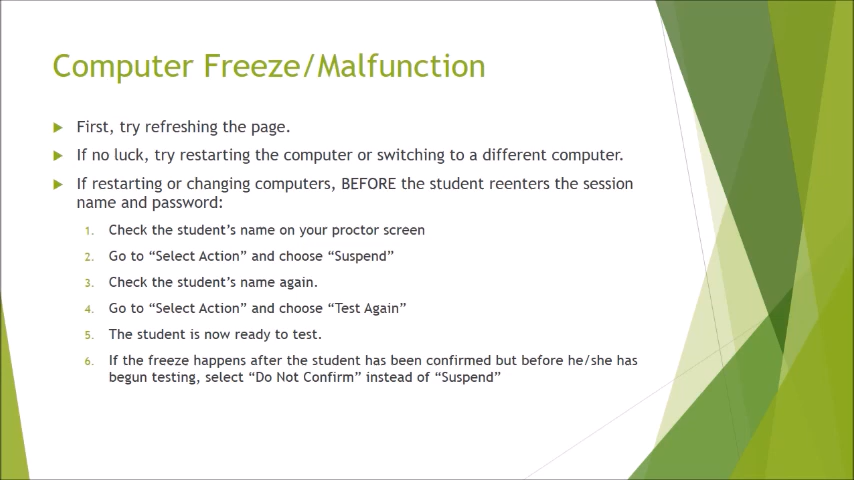 Computer Freeze/Malfunction
First, try refreshing the page.
If no luck, try restarting the computer or switching to a different computer.
If restarting or changing computers, BEFORE the student reenters the session
name and password:
1. Check the student’s name on your proctor screen
2. Go to “Select Action” and choose “Suspend”
3. Check the student’s name again.
4. Go to “Select Action” and choose “Test Again”
5. The student is now ready to test.
6. If the freeze happens after the student has been confirmed but before he/she has
begun testing, select “Do Not Confirm” instead of “Suspend”